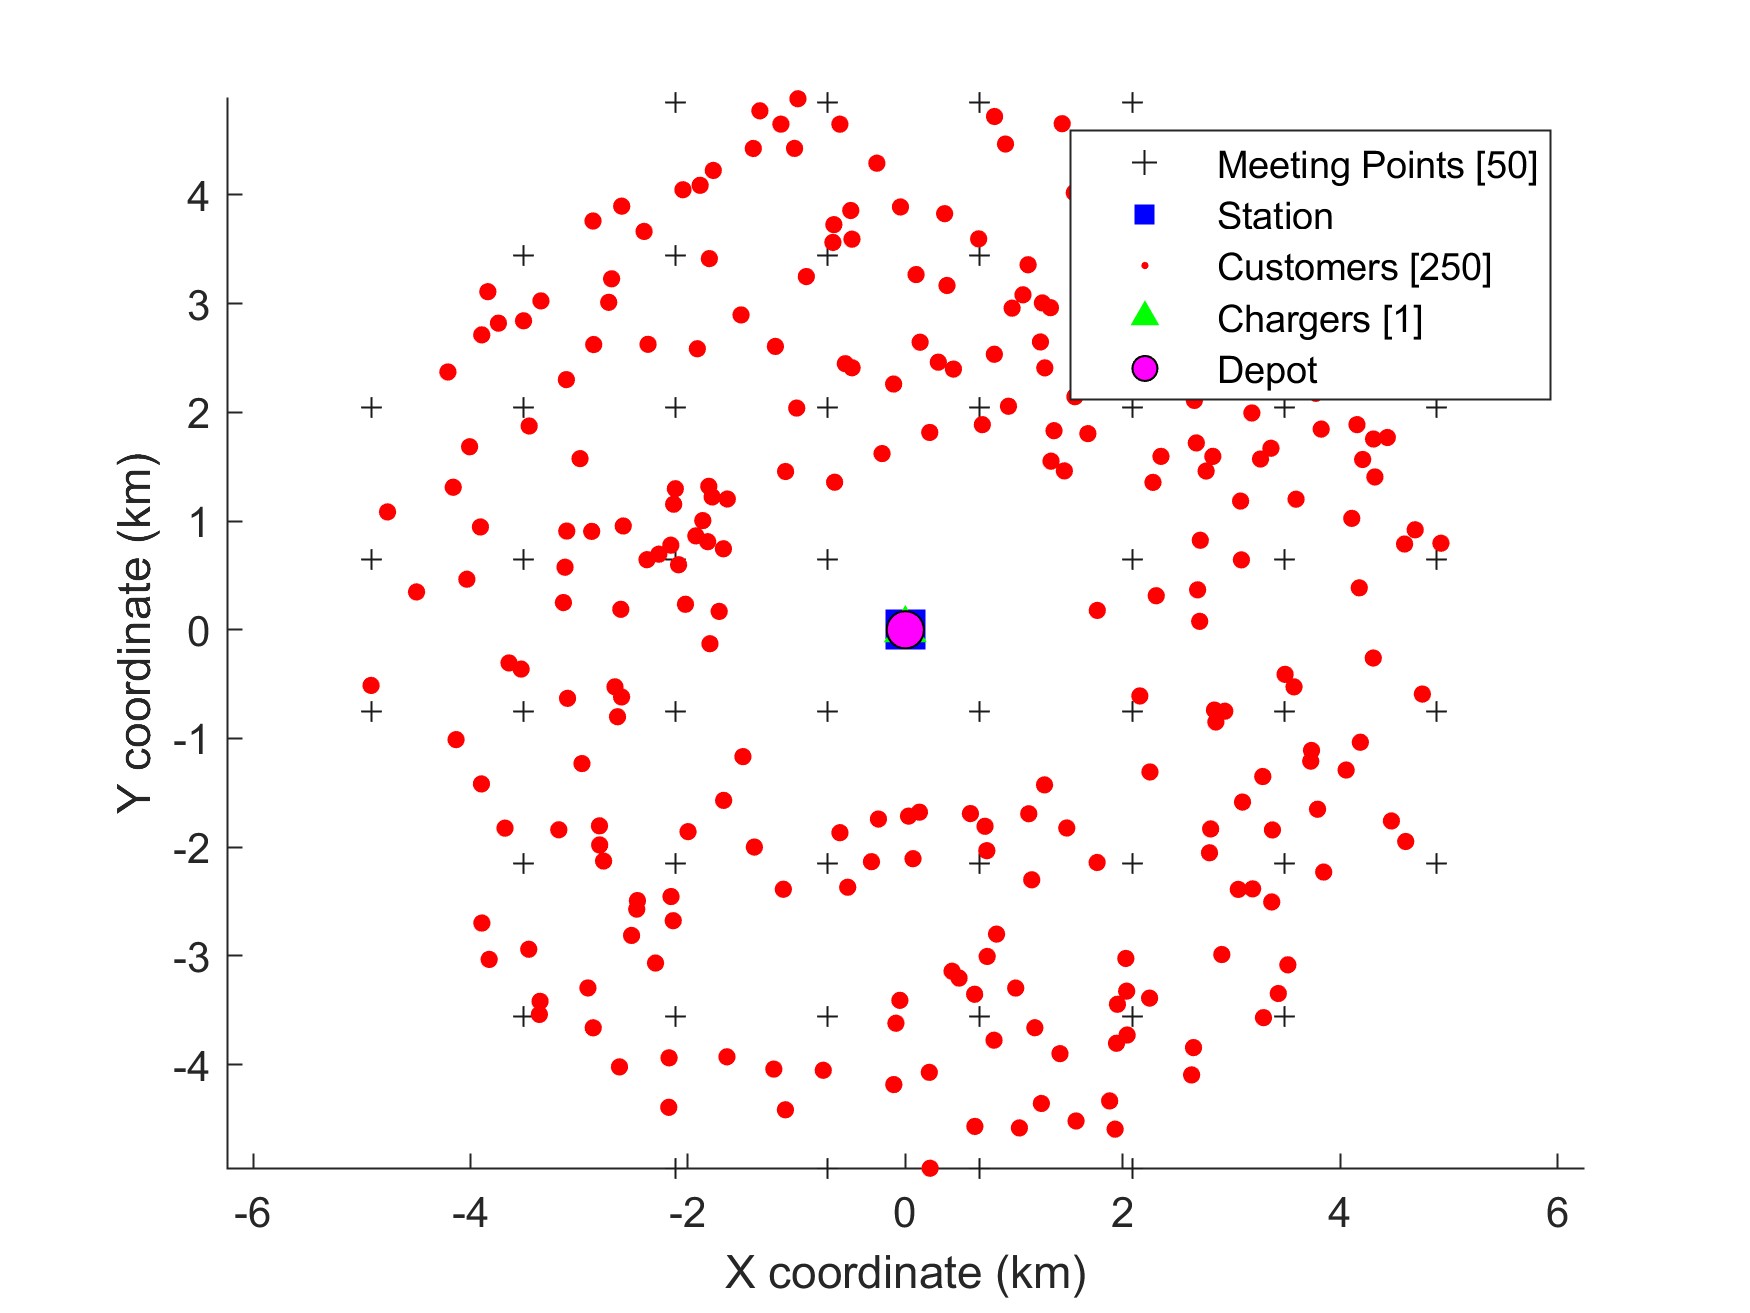 Meeting Points [50]
Station
Customers [250]
Chargers [1]
Depot
4
3
2
1
0
-1
-2
-3
-4
Y coordinate (km)
-6
-4
-2
0
2
4
6
X coordinate (km)